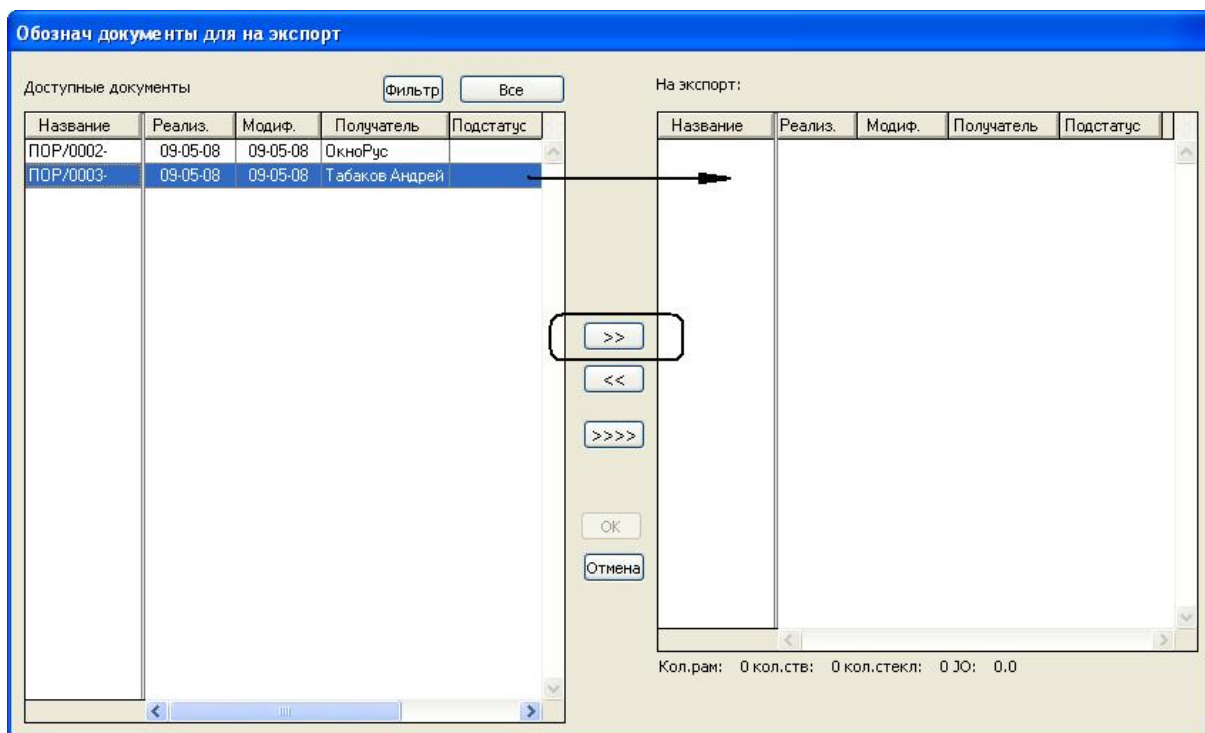 Обознач документы для на экспорт
Доступные документы Фильтр Все На экспорт:
Название Реализ. Модиф. Получатель Подстатус Название Реализ. Модиф. Получатель Подстатус
ПОР/0002- 09-05-08 09-05-08 ОкноРус
ПОР/0003- 09-05-08 09-05-08 Табаков Андрей
>>
<<
>>>>
OK
Отмена
Кол.рам: 0 кол.ств: 0 кол.стекл: 0 JO: 0.0